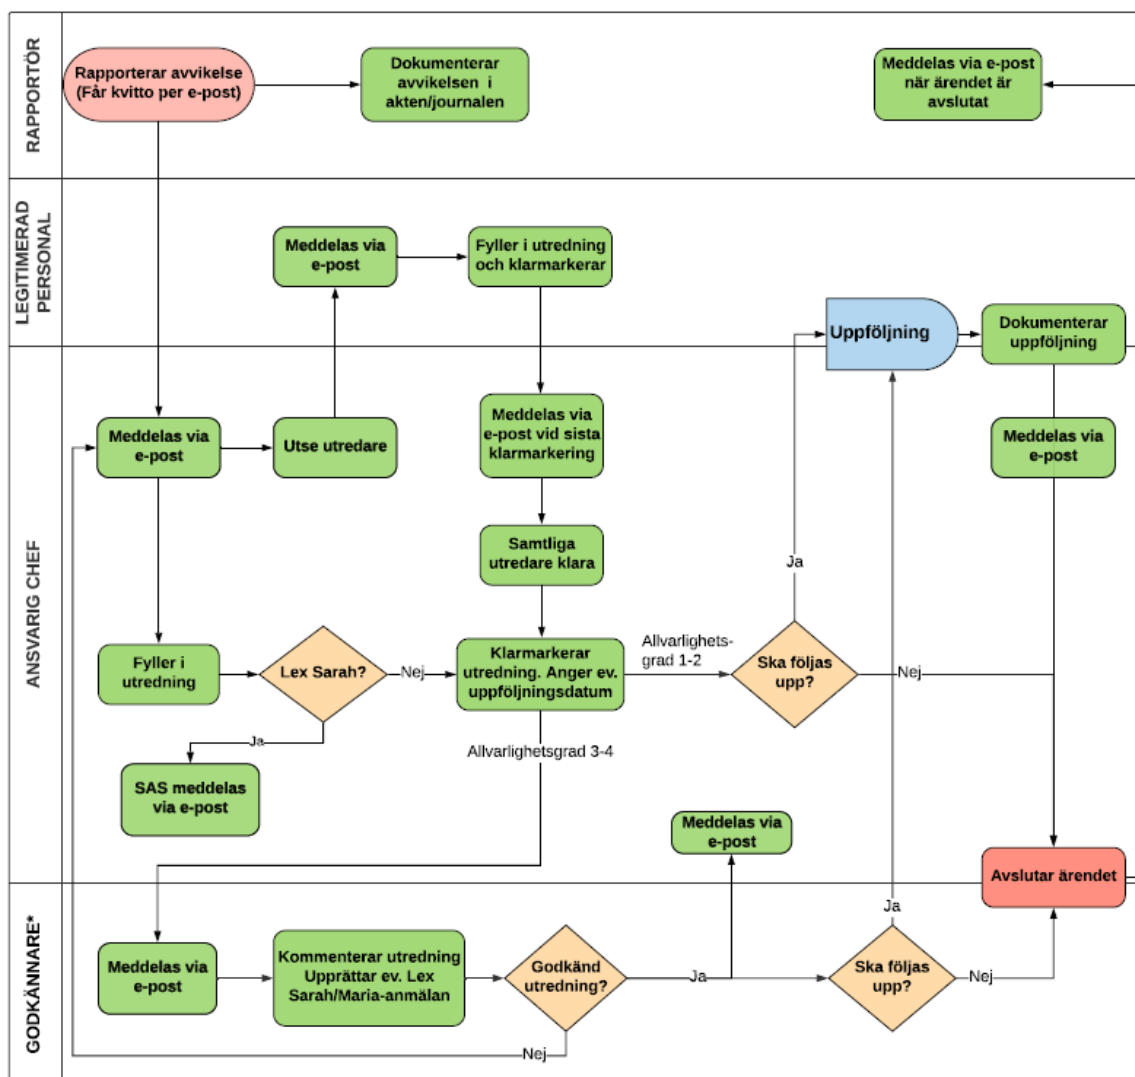 RAPPORTÖR
Rapporterar avvikelse
(Får kvitto per e-post)
Dokumenterar
avvikelsen i
akten/journalen
Meddelas via e-post
när ärendet är
avslutat
LEGITIMERAD
PERSONAL
Meddelas via
e-post
Fyller i utredning
och klarmarkerar
Uppföljning
Dokumenterar
uppföljning
ANSVARIG CHEF
Meddelas via
e-post
Utse utredare
Meddelas via
e-post vid sista
klarmarkering
Meddelas via
e-post
Samtliga
utredare klara
Ja
Fyller i
utredning
Lex Sarah?
Nej
Klarmarkerar
utredning. Anger ev.
uppföljningsdatum
Allvarlighets-
grad 1-2
Ska följas
upp?
Nej
Ja
Allvarlighetsgrad 3-4
SAS meddelas
via e-post
Meddelas via
e-post
Avslutar ärendet
GODKÄNNARE*
Meddelas via
e-post
Kommenterar utredning
Upprättar ev. Lex
Sarah/Maria-anmälan
Godkänd
utredning?
Ja
Ska följas
upp?
Ja
Nej
Nej